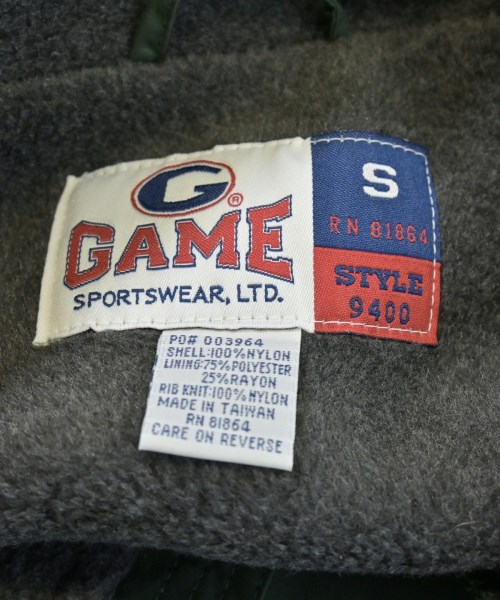 G ®
GAME
SPORTSWEAR, LTD.
S
RN 81864
STYLE
9400
PO# 003964
SHELL:100%NYLON
LINING:75%POLYESTER
25%RAYON
RIB KNIT:100%NYLON
MADE IN TAIWAN
RN 81864
CARE ON REVERSE